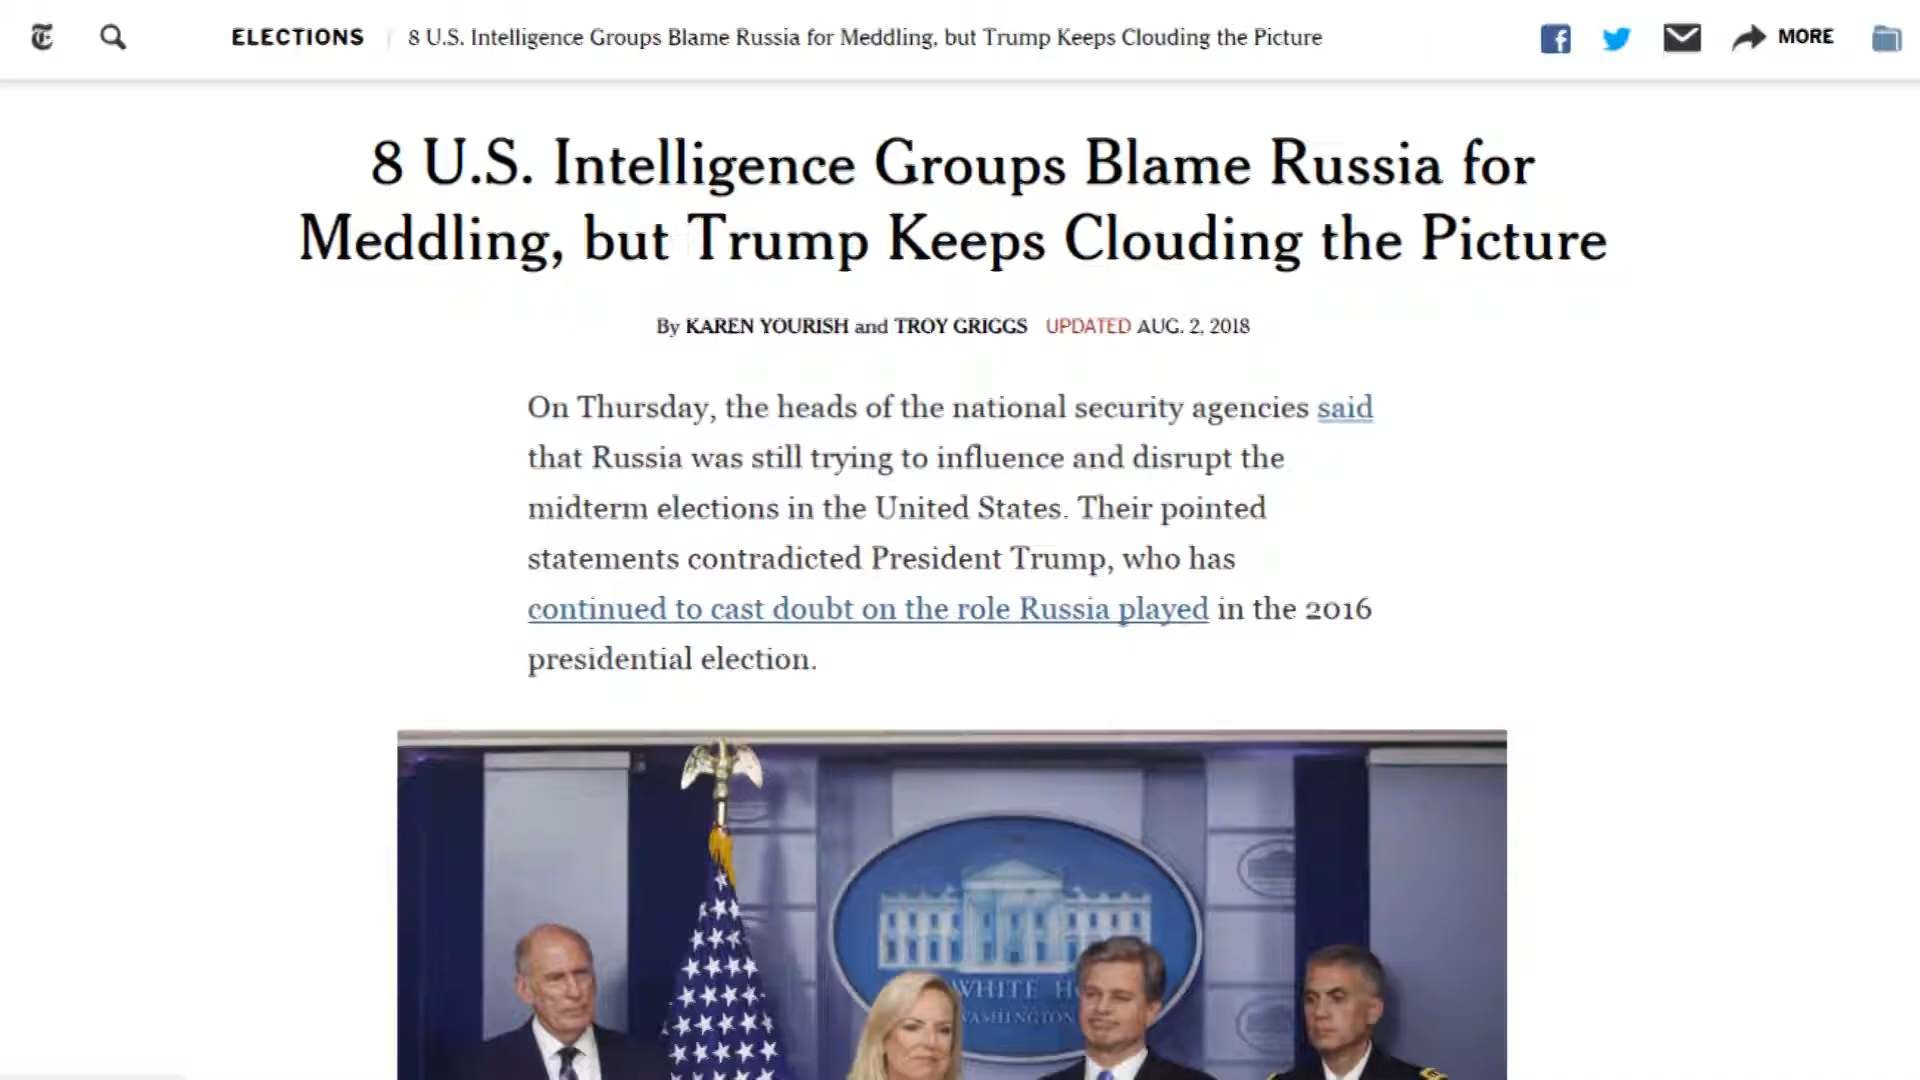 ELECTIONS 8 U.S. Intelligence Groups Blame Russia for Meddling, but Trump Keeps Clouding the Picture MORE
8 U.S. Intelligence Groups Blame Russia for
Meddling, but Trump Keeps Clouding the Picture
By KAREN YOURISH and TROY GRIGGS UPDATED AUG. 2, 2018
On Thursday, the heads of the national security agencies said
that Russia was still trying to influence and disrupt the
midterm elections in the United States. Their pointed
statements contradicted President Trump, who has
continued to cast doubt on the role Russia played in the 2016
presidential election.
WHITE H
WASHINGTON